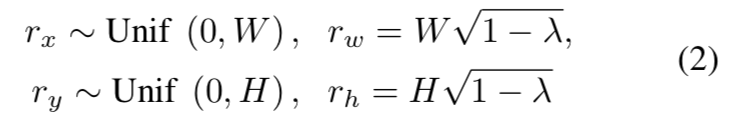 r_x ∼ Unif (0, W), r_w = W√(1 − λ),
r_y ∼ Unif (0, H), r_h = H√(1 − λ)
(2)